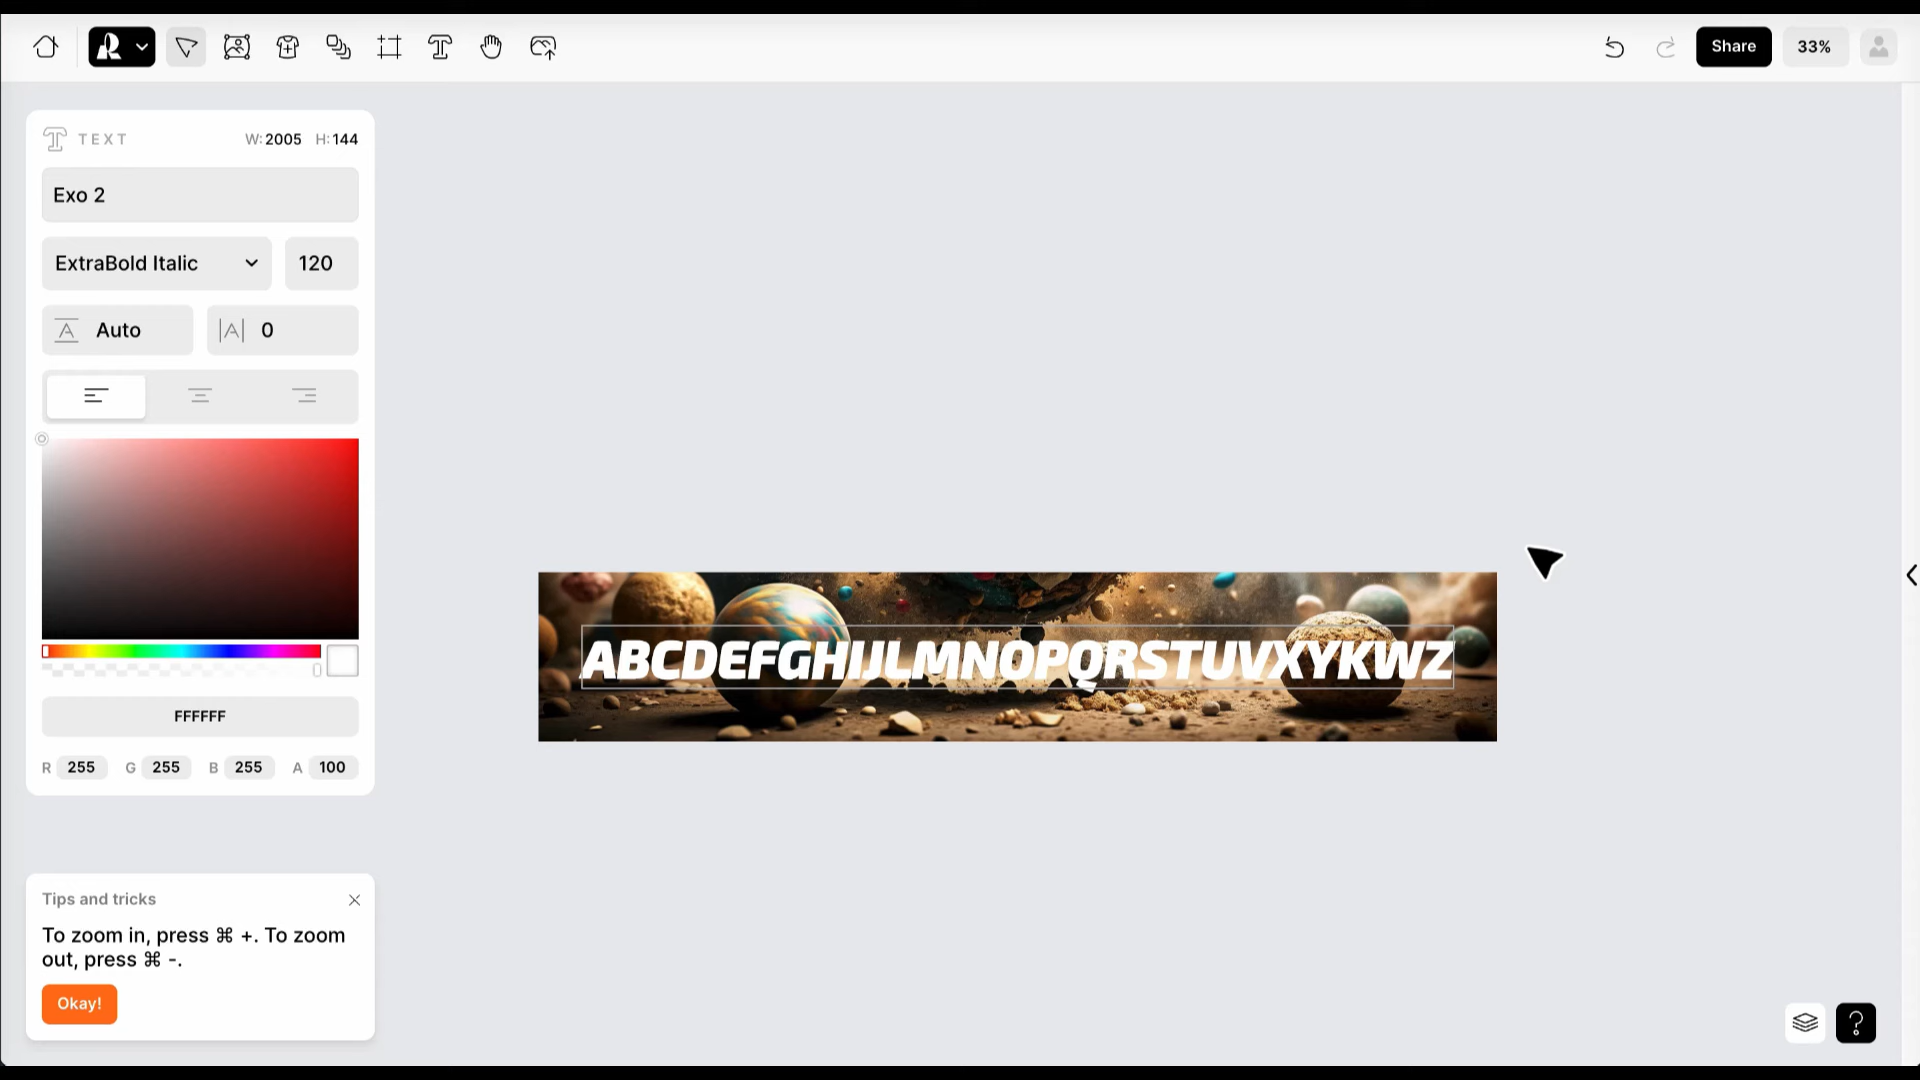 Share
33%
TEXT
W: 2005 H: 144
Exo 2
ExtraBold Italic
120
Auto
0
ABCDEFGHIJLMNOPQRSTUVXYKWZ
FFFFFF
R 255 G 255 B 255 A 100
Tips and tricks
To zoom in, press ⌘ +. To zoom
out, press ⌘ -.
Okay!